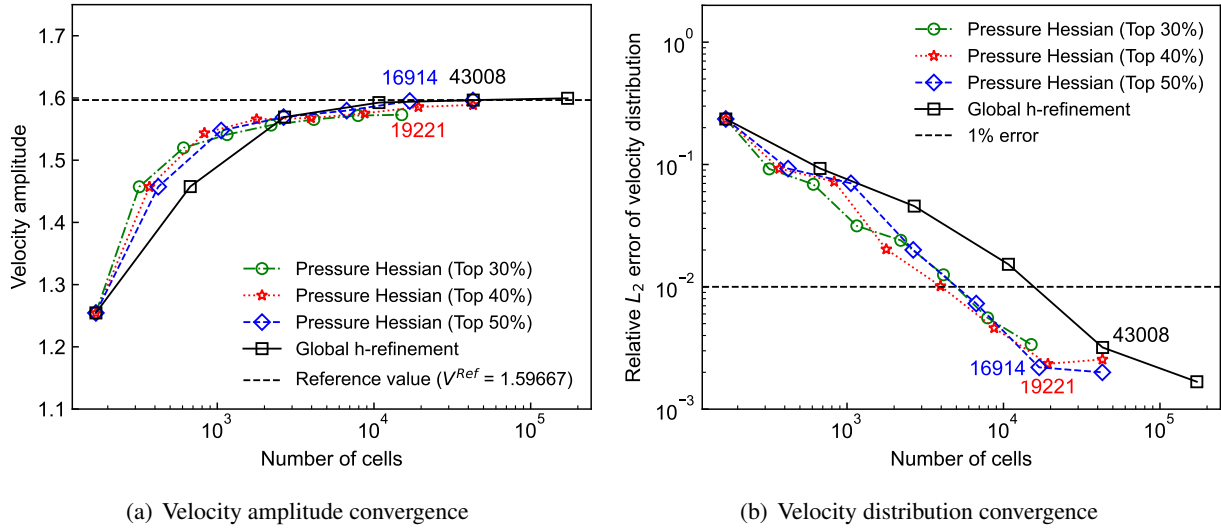 1.7
1.6
1.5
1.4
1.3
1.2
1.1
Velocity amplitude
16914
43008
19221
Pressure Hessian (Top 30%)
Pressure Hessian (Top 40%)
Pressure Hessian (Top 50%)
Global h-refinement
Reference value (V^Ref = 1.59667)
10^3
10^4
10^5
Number of cells
(a) Velocity amplitude convergence
10^0
10^-1
10^-2
10^-3
Relative L_2 error of velocity distribution
Pressure Hessian (Top 30%)
Pressure Hessian (Top 40%)
Pressure Hessian (Top 50%)
Global h-refinement
1% error
43008
16914
19221
10^3
10^4
10^5
Number of cells
(b) Velocity distribution convergence